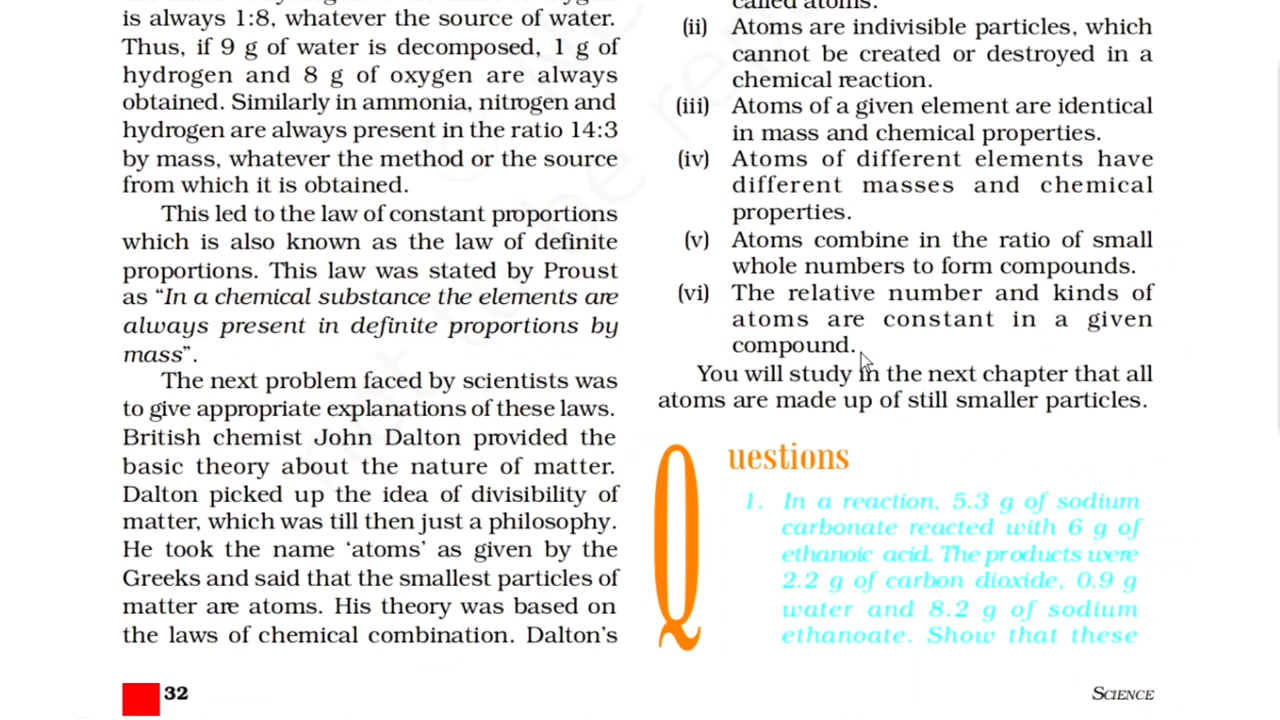 is always 1:8, whatever the source of water.
Thus, if 9 g of water is decomposed, 1 g of
hydrogen and 8 g of oxygen are always
obtained. Similarly in ammonia, nitrogen and
hydrogen are always present in the ratio 14:3
by mass, whatever the method or the source
from which it is obtained.
This led to the law of constant proportions
which is also known as the law of definite
proportions. This law was stated by Proust
as “In a chemical substance the elements are
always present in definite proportions by
mass”.
The next problem faced by scientists was
to give appropriate explanations of these laws.
British chemist John Dalton provided the
basic theory about the nature of matter.
Dalton picked up the idea of divisibility of
matter, which was till then just a philosophy.
He took the name ‘atoms’ as given by the
Greeks and said that the smallest particles of
matter are atoms. His theory was based on
the laws of chemical combination. Dalton’s
called atoms.
(ii) Atoms are indivisible particles, which
cannot be created or destroyed in a
chemical reaction.
(iii) Atoms of a given element are identical
in mass and chemical properties.
(iv) Atoms of different elements have
different masses and chemical
properties.
(v) Atoms combine in the ratio of small
whole numbers to form compounds.
(vi) The relative number and kinds of
atoms are constant in a given
compound.
You will study in the next chapter that all
atoms are made up of still smaller particles.
Questions
1. In a reaction, 5.3 g of sodium
carbonate reacted with 6 g of
ethanoic acid. The products were
2.2 g of carbon dioxide, 0.9 g
water and 8.2 g of sodium
ethanoate. Show that these
32
SCIENCE